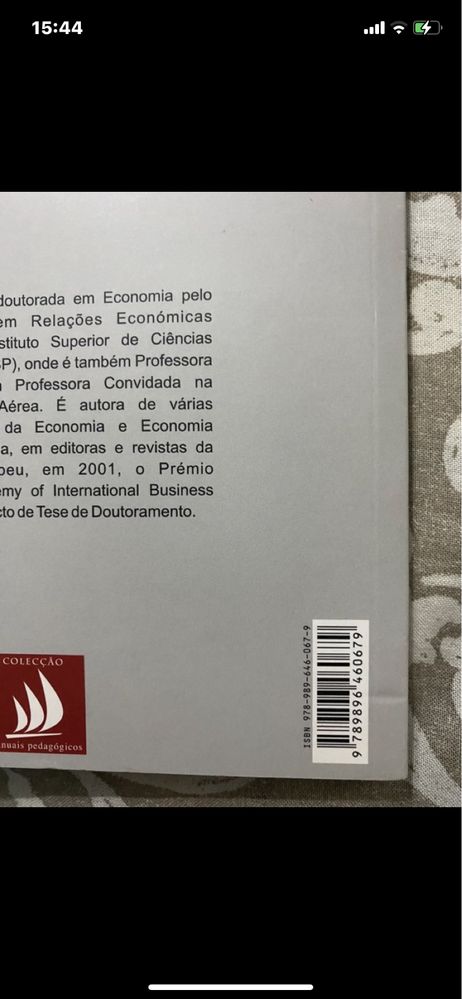 15:44
doutorada em Economia pelo
em Relações Económicas
stituto Superior de Ciências
SP), onde é também Professora
Professora Convidada na
Aérea. É autora de várias
da Economia e Economia
a, em editoras e revistas da
beu, em 2001, o Prémio
emy of International Business
cto de Tese de Doutoramento.
COLECÇÃO
nuais pedagógicos
ISBN 978-989-646-067-9
9 789896 460679